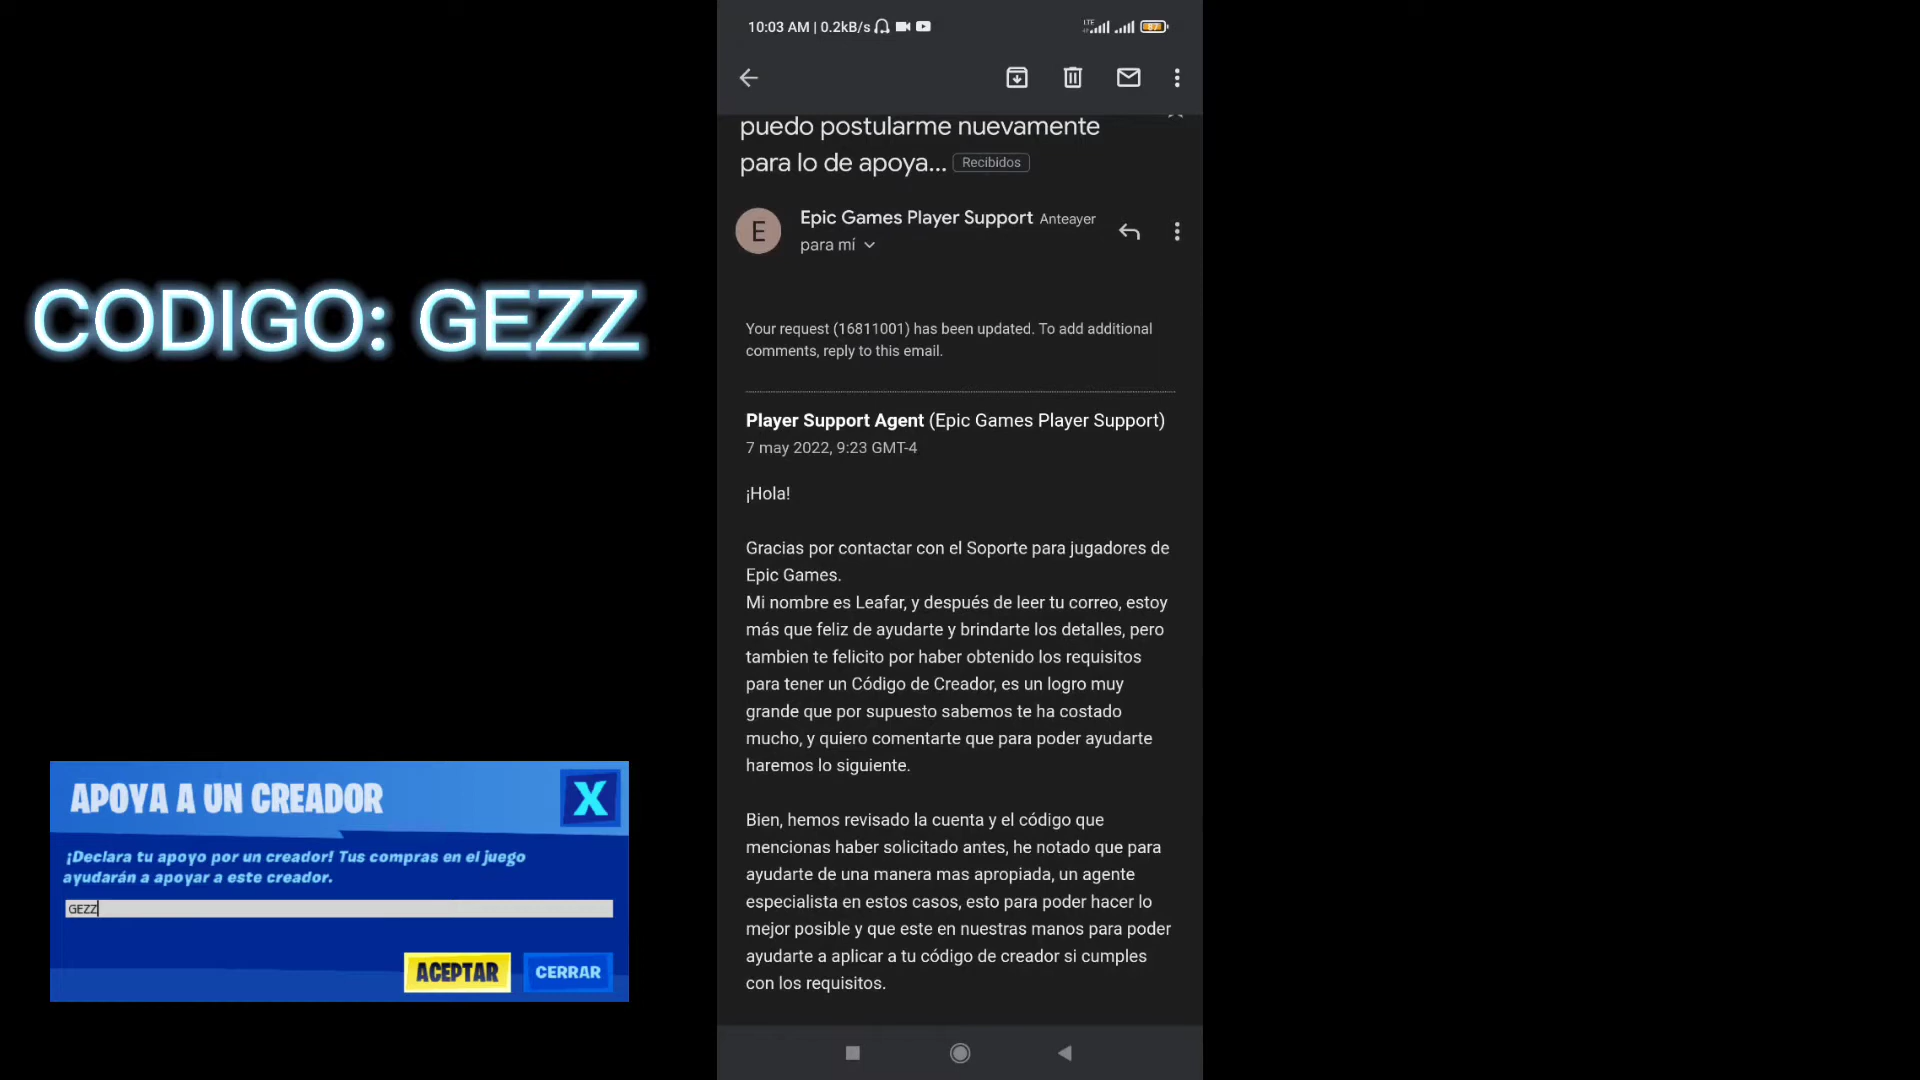 CODIGO: GEZZ
APOYA A UN CREADOR
X
¡Declara tu apoyo por un creador! Tus compras en el juego
ayudarán a apoyar a este creador.
GEZZ
ACEPTAR
CERRAR
10:03 AM | 0.2kB/s
LTE
87
puedo postularme nuevamente
para lo de apoya... Recibidos
E
Epic Games Player Support Anteayer
para mí
Your request (16811001) has been updated. To add additional
comments, reply to this email.
Player Support Agent (Epic Games Player Support)
7 may 2022, 9:23 GMT-4
¡Hola!
Gracias por contactar con el Soporte para jugadores de
Epic Games.
Mi nombre es Leafar, y después de leer tu correo, estoy
más que feliz de ayudarte y brindarte los detalles, pero
tambien te felicito por haber obtenido los requisitos
para tener un Código de Creador, es un logro muy
grande que por supuesto sabemos te ha costado
mucho, y quiero comentarte que para poder ayudarte
haremos lo siguiente.
Bien, hemos revisado la cuenta y el código que
mencionas haber solicitado antes, he notado que para
ayudarte de una manera mas apropiada, un agente
especialista en estos casos, esto para poder hacer lo
mejor posible y que este en nuestras manos para poder
ayudarte a aplicar a tu código de creador si cumples
con los requisitos.